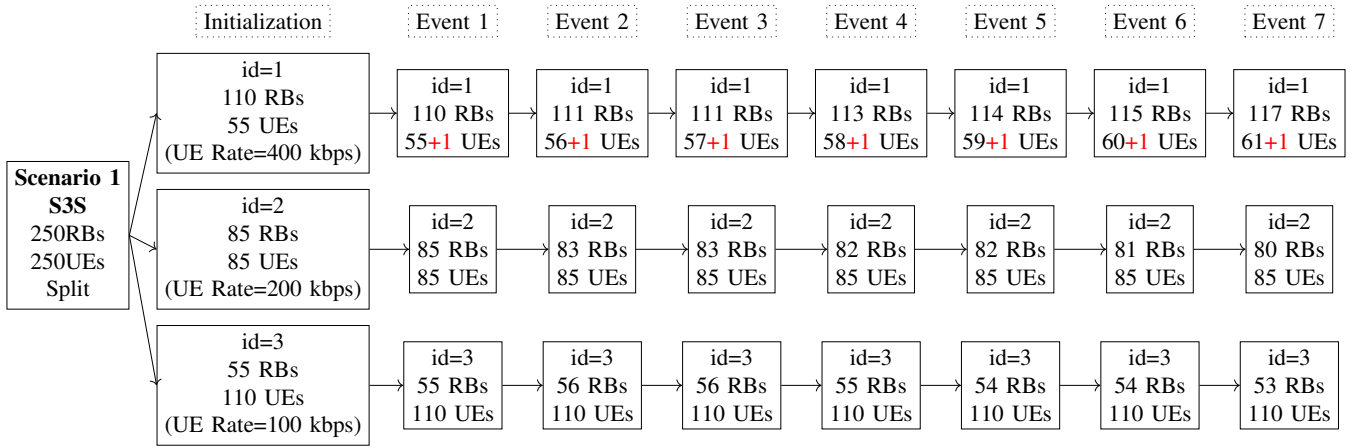 Initialization
Event 1
Event 2
Event 3
Event 4
Event 5
Event 6
Event 7
Scenario 1
S3S
250RBs
250UEs
Split
id=1
110 RBs
55 UEs
(UE Rate=400 kbps)
id=1
110 RBs
55+1 UEs
id=1
111 RBs
56+1 UEs
id=1
111 RBs
57+1 UEs
id=1
113 RBs
58+1 UEs
id=1
114 RBs
59+1 UEs
id=1
115 RBs
60+1 UEs
id=1
117 RBs
61+1 UEs
id=2
85 RBs
85 UEs
(UE Rate=200 kbps)
id=2
85 RBs
85 UEs
id=2
83 RBs
85 UEs
id=2
83 RBs
85 UEs
id=2
82 RBs
85 UEs
id=2
82 RBs
85 UEs
id=2
81 RBs
85 UEs
id=2
80 RBs
85 UEs
id=3
55 RBs
110 UEs
(UE Rate=100 kbps)
id=3
55 RBs
110 UEs
id=3
56 RBs
110 UEs
id=3
56 RBs
110 UEs
id=3
55 RBs
110 UEs
id=3
54 RBs
110 UEs
id=3
54 RBs
110 UEs
id=3
53 RBs
110 UEs